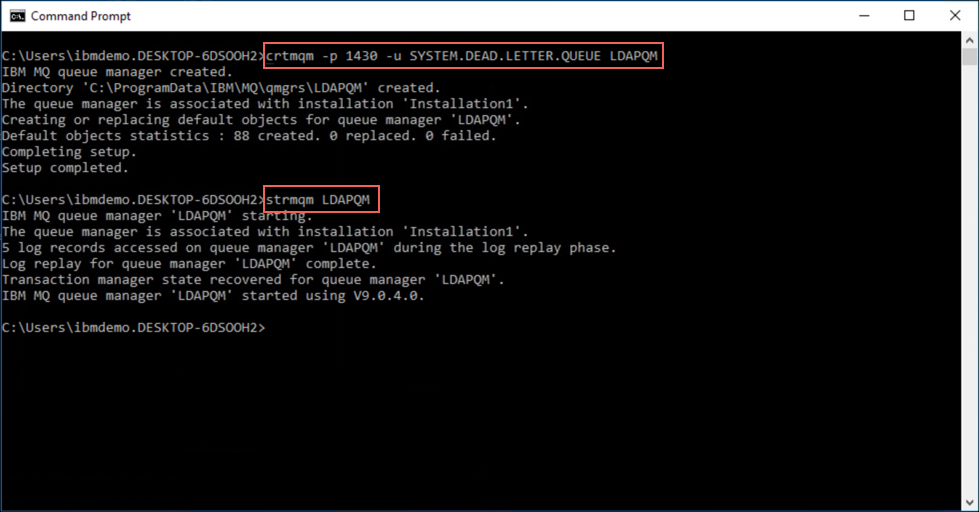 Command Prompt
C:\Users\ibmdemo.DESKTOP-6DSOOH2>crtmqm -p 1430 -u SYSTEM.DEAD.LETTER.QUEUE LDAPQM
IBM MQ queue manager created.
Directory 'C:\ProgramData\IBM\MQ\qmgrs\LDAPQM' created.
The queue manager is associated with installation 'Installation1'.
Creating or replacing default objects for queue manager 'LDAPQM'.
Default objects statistics : 88 created. 0 replaced. 0 failed.
Completing setup.
Setup completed.
C:\Users\ibmdemo.DESKTOP-6DSOOH2>strmqm LDAPQM
IBM MQ queue manager 'LDAPQM' starting.
The queue manager is associated with installation 'Installation1'.
5 log records accessed on queue manager 'LDAPQM' during the log replay phase.
Log replay for queue manager 'LDAPQM' complete.
Transaction manager state recovered for queue manager 'LDAPQM'.
IBM MQ queue manager 'LDAPQM' started using V9.0.4.0.
C:\Users\ibmdemo.DESKTOP-6DSOOH2>